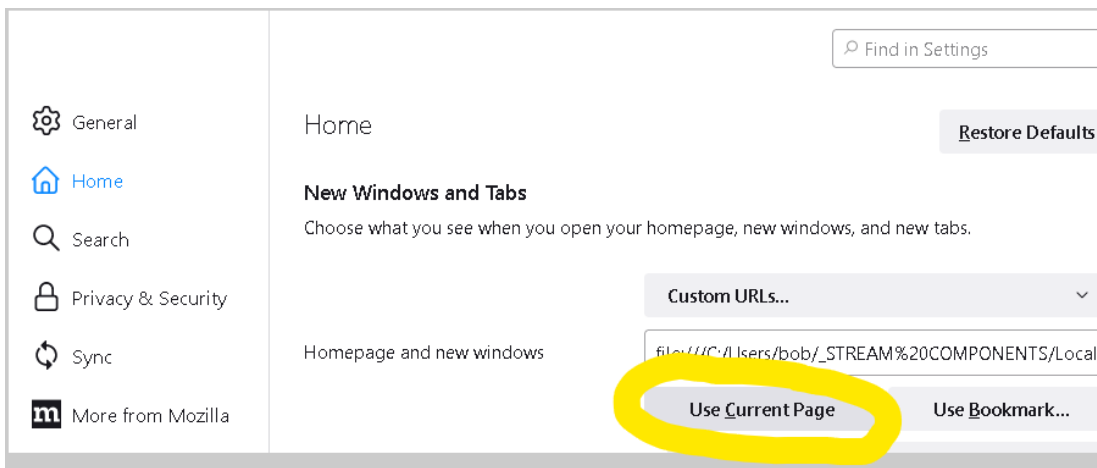 Find in Settings
General
Home
Search
Privacy & Security
Sync
m More from Mozilla
Home
Restore Defaults
New Windows and Tabs
Choose what you see when you open your homepage, new windows, and new tabs.
Custom URLs...
Homepage and new windows
file:///C:/Users/bob/_STREAM%20COMPONENTS/Local
Use Current Page
Use Bookmark...